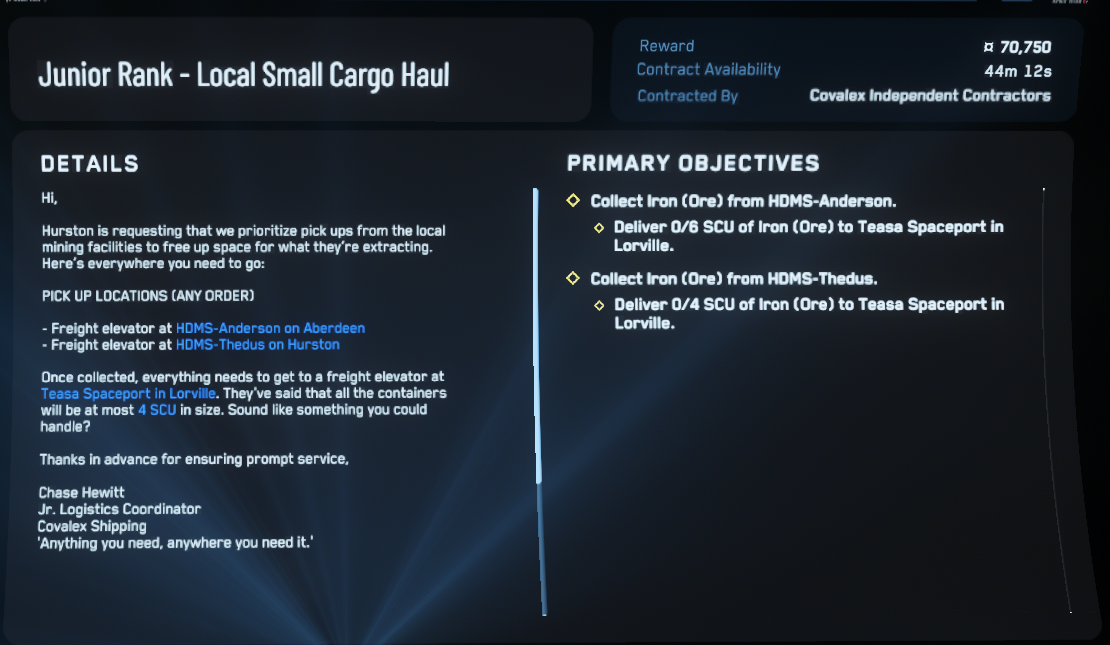 Junior Rank - Local Small Cargo Haul
Reward
¤ 70,750
Contract Availability
44m 12s
Contracted By
Covalex Independent Contractors
DETAILS
Hi,
Hurston is requesting that we prioritize pick ups from the local
mining facilities to free up space for what they're extracting.
Here's everywhere you need to go:
PICK UP LOCATIONS (ANY ORDER)
- Freight elevator at HDMS-Anderson on Aberdeen
- Freight elevator at HDMS-Thedus on Hurston
Once collected, everything needs to get to a freight elevator at
Teasa Spaceport in Lorville. They've said that all the containers
will be at most 4 SCU in size. Sound like something you could
handle?
Thanks in advance for ensuring prompt service,
Chase Hewitt
Jr. Logistics Coordinator
Covalex Shipping
'Anything you need, anywhere you need it.'
PRIMARY OBJECTIVES
Collect Iron (Ore) from HDMS-Anderson.
Deliver 0/6 SCU of Iron (Ore) to Teasa Spaceport in
Lorville.
Collect Iron (Ore) from HDMS-Thedus.
Deliver 0/4 SCU of Iron (Ore) to Teasa Spaceport in
Lorville.